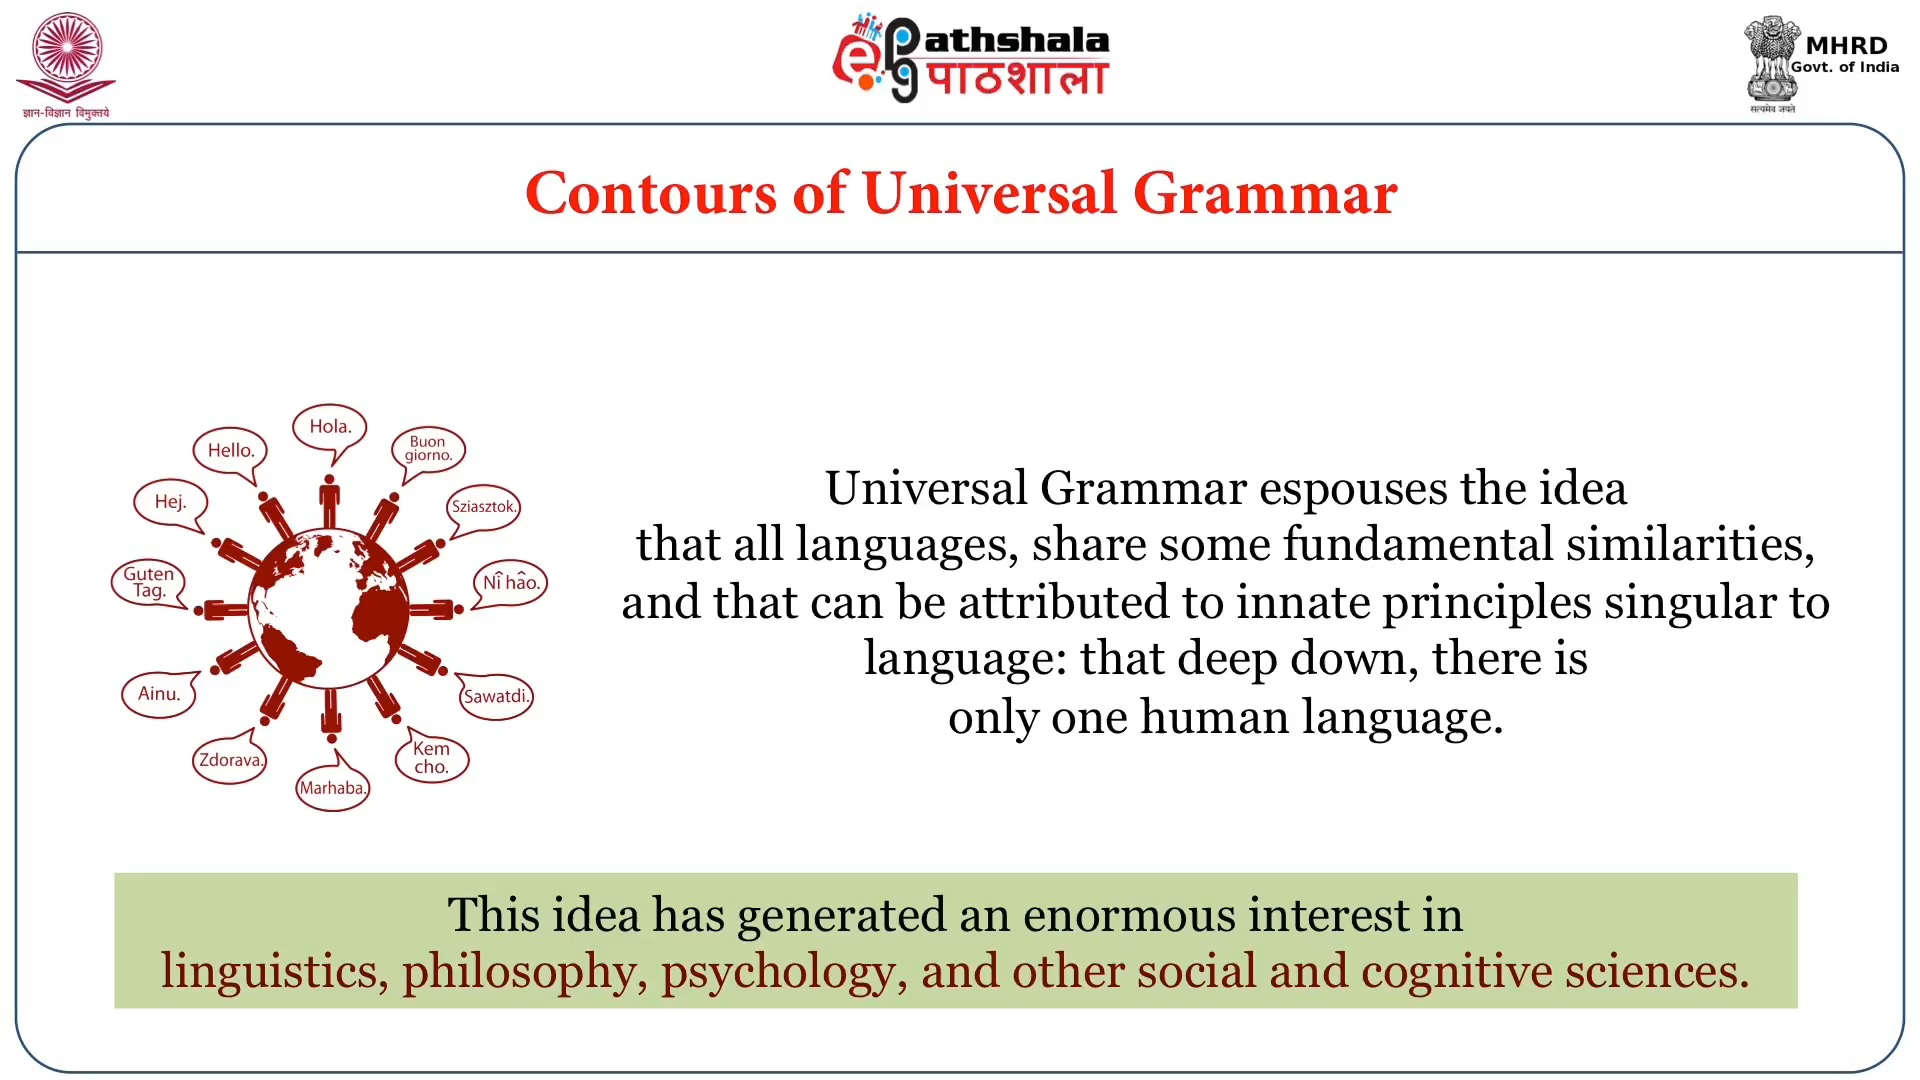 ज्ञान-विज्ञान विमुक्तये
ePG Pathshala
पाठशाला
MHRD
Govt. of India
सत्यमेव जयते
Contours of Universal Grammar
Hola.
Hello.
Buon
giorno.
Hej.
Sziasztok.
Guten
Tag.
Nî hâo.
Ainu.
Sawatdi.
Zdorava.
Kem
cho.
Marhaba.
Universal Grammar espouses the idea
that all languages, share some fundamental similarities,
and that can be attributed to innate principles singular to
language: that deep down, there is
only one human language.
This idea has generated an enormous interest in
linguistics, philosophy, psychology, and other social and cognitive sciences.